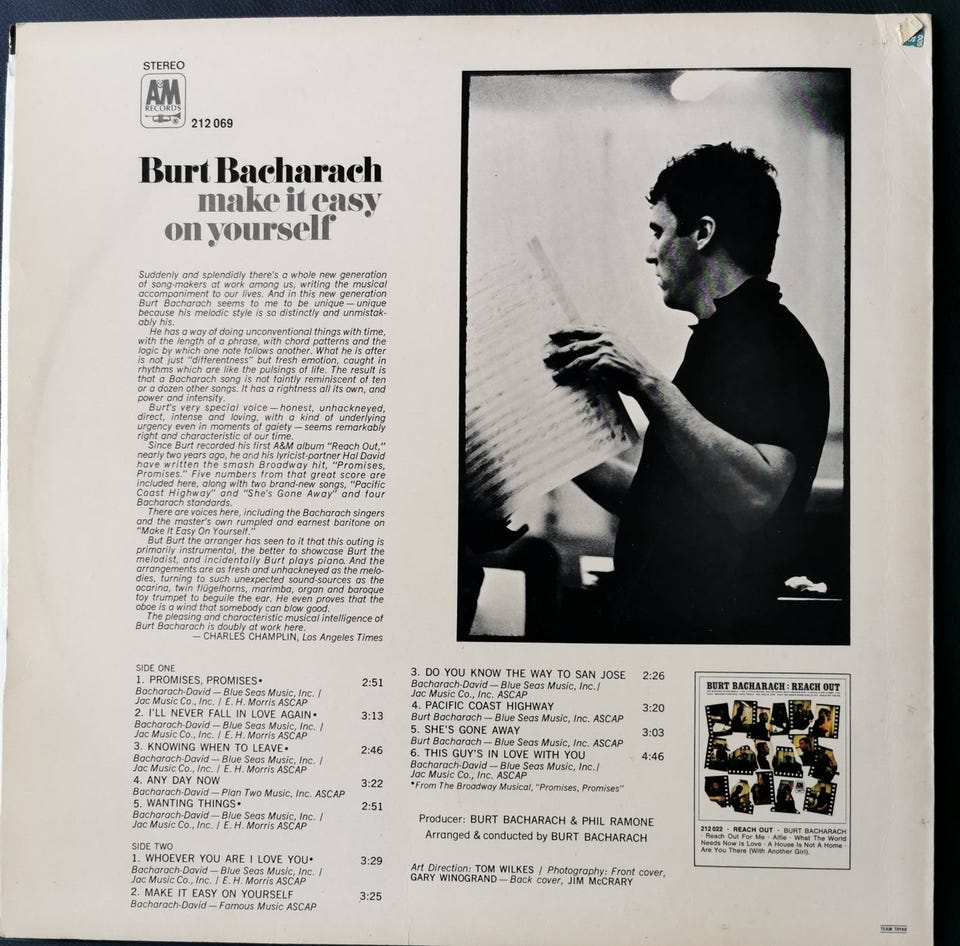 STEREO
A&M
RECORDS
212 069
Burt Bacharach
make it easy
on yourself
Suddenly and splendidly there's a whole new generation
of song-makers at work among us, writing the musical
accompaniment to our lives. And in this new generation
Burt Bacharach seems to me to be unique — unique
because his melodic style is so distinctly and unmistak-
ably his.
He has a way of doing unconventional things with time,
with the length of a phrase, with chord patterns and the
logic by which one note follows another. What he is after
is not just "differentness" but fresh emotion, caught in
rhythms which are like the pulsings of life. The result is
that a Bacharach song is not faintly reminiscent of ten
or a dozen other songs. It has a rightness all its own, and
power and intensity.
Burt's very special voice — honest, unhackneyed,
direct, intense and loving, with a kind of underlying
urgency even in moments of gaiety — seems remarkably
right and characteristic of our time.
Since Burt recorded his first A&M album "Reach Out,"
nearly two years ago, he and his lyricist-partner Hal David
have written the smash Broadway hit, "Promises,
Promises." Five numbers from that great score are
included here, along with two brand-new songs, "Pacific
Coast Highway" and "She's Gone Away" and four
Bacharach standards.
There are voices here, including the Bacharach singers
and the master's own rumpled and earnest baritone on
"Make It Easy On Yourself."
But Burt the arranger has seen to it that this outing is
primarily instrumental, the better to showcase Burt the
melodist, and incidentally Burt plays piano. And the
arrangements are as fresh and unhackneyed as the melo-
dies, turning to such unexpected sound-sources as the
ocarina, twin flügelhorns, marimba, organ and baroque
toy trumpet to beguile the ear. He even proves that the
oboe is a wind that somebody can blow good.
The pleasing and characteristic musical intelligence of
Burt Bacharach is doubly at work here.
— CHARLES CHAMPLIN, Los Angeles Times
SIDE ONE
1. PROMISES, PROMISES• 2:51
Bacharach-David — Blue Seas Music, Inc. /
Jac Music Co., Inc. / E. H. Morris ASCAP
2. I'LL NEVER FALL IN LOVE AGAIN• 3:13
Bacharach-David — Blue Seas Music, Inc. /
Jac Music Co., Inc. / E. H. Morris ASCAP
3. KNOWING WHEN TO LEAVE• 2:46
Bacharach-David — Blue Seas Music, Inc. /
Jac Music Co., Inc. / E. H. Morris ASCAP
4. ANY DAY NOW 3:22
Bacharach-David — Plan Two Music, Inc. ASCAP
5. WANTING THINGS• 2:51
Bacharach-David — Blue Seas Music, Inc. /
Jac Music Co., Inc. / E. H. Morris ASCAP
SIDE TWO
1. WHOEVER YOU ARE I LOVE YOU• 3:29
Bacharach-David — Blue Seas Music, Inc. /
Jac Music Co., Inc. / E. H. Morris ASCAP
2. MAKE IT EASY ON YOURSELF 3:25
Bacharach-David — Famous Music ASCAP
3. DO YOU KNOW THE WAY TO SAN JOSE 2:26
Bacharach-David — Blue Seas Music, Inc. /
Jac Music Co., Inc. ASCAP
4. PACIFIC COAST HIGHWAY 3:20
Burt Bacharach — Blue Seas Music, Inc. ASCAP
5. SHE'S GONE AWAY 3:03
Burt Bacharach — Blue Seas Music, Inc. ASCAP
6. THIS GUY'S IN LOVE WITH YOU 4:46
Bacharach-David — Blue Seas Music, Inc. /
Jac Music Co., Inc. ASCAP
*From The Broadway Musical, "Promises, Promises"
Producer: BURT BACHARACH & PHIL RAMONE
Arranged & conducted by BURT BACHARACH
Art Direction: TOM WILKES / Photography: Front cover,
GARY WINOGRAND — Back cover, JIM McCRARY
BURT BACHARACH: REACH OUT
212 022 · REACH OUT · BURT BACHARACH
· Reach Out For Me · Alfie · What The World
Needs Now Is Love · A House Is Not A Home ·
Are You There (With Another Girl).